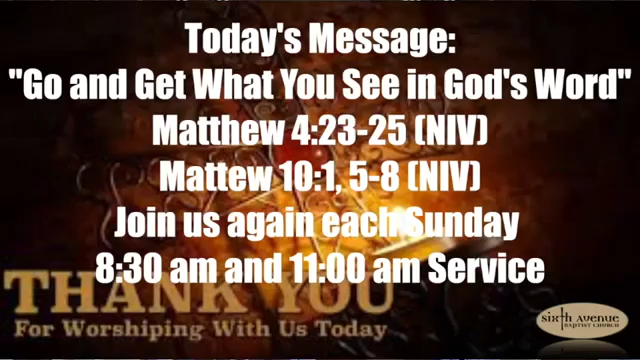 Today's Message:
"Go and Get What You See in God's Word"
Matthew 4:23-25 (NIV)
Mattew 10:1, 5-8 (NIV)
Join us again each Sunday
8:30 am and 11:00 am Service
THANK YOU
For Worshiping With Us Today
sixth avenue
BAPTIST CHURCH